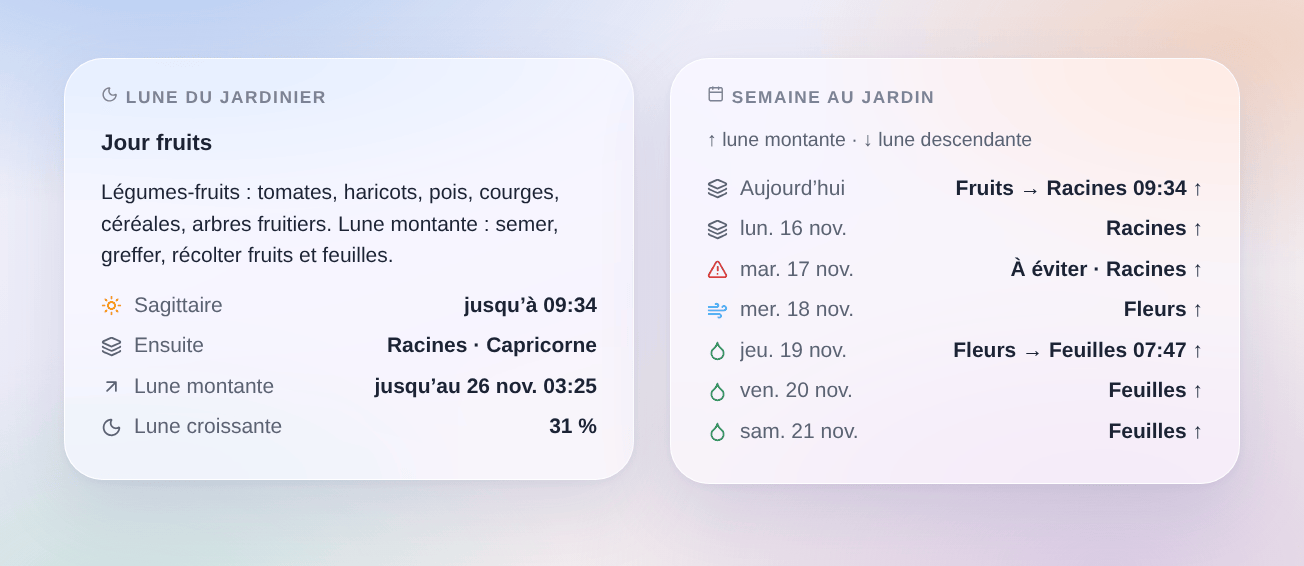 LUNE DU JARDINIER
Jour fruits
Légumes-fruits : tomates, haricots, pois, courges,
céréales, arbres fruitiers. Lune montante : semer,
greffer, récolter fruits et feuilles.
Sagittaire jusqu’à 09:34
Ensuite Racines · Capricorne
Lune montante jusqu’au 26 nov. 03:25
Lune croissante 31 %
SEMAINE AU JARDIN
↑ lune montante · ↓ lune descendante
Aujourd’hui Fruits → Racines 09:34 ↑
lun. 16 nov. Racines ↑
mar. 17 nov. À éviter · Racines ↑
mer. 18 nov. Fleurs ↑
jeu. 19 nov. Fleurs → Feuilles 07:47 ↑
ven. 20 nov. Feuilles ↑
sam. 21 nov. Feuilles ↑